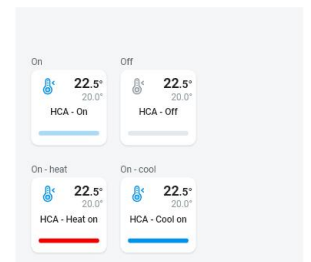 On Off
22.5° 22.5°
20.0° 20.0°
HCA - On HCA - Off
On - heat On - cool
22.5° 22.5°
20.0° 20.0°
HCA - Heat on HCA - Cool on